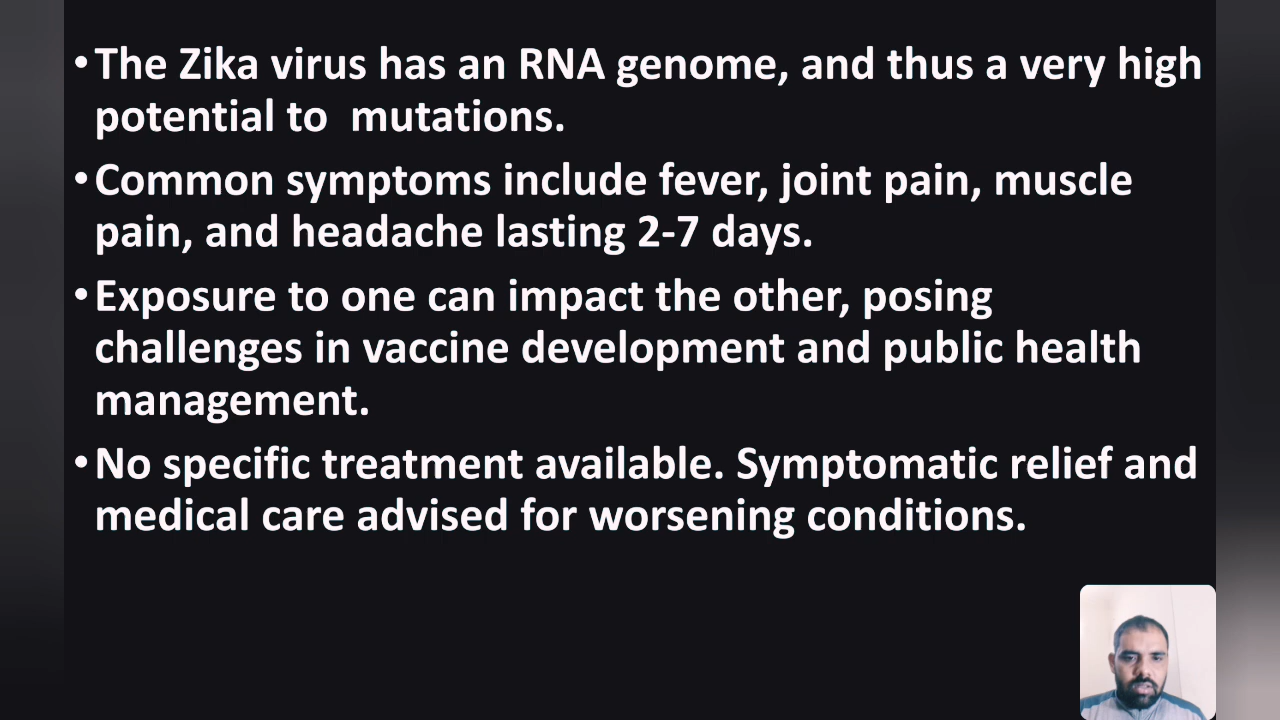 •The Zika virus has an RNA genome, and thus a very high
potential to  mutations.
•Common symptoms include fever, joint pain, muscle
pain, and headache lasting 2-7 days.
•Exposure to one can impact the other, posing
challenges in vaccine development and public health
management.
•No specific treatment available. Symptomatic relief and
medical care advised for worsening conditions.